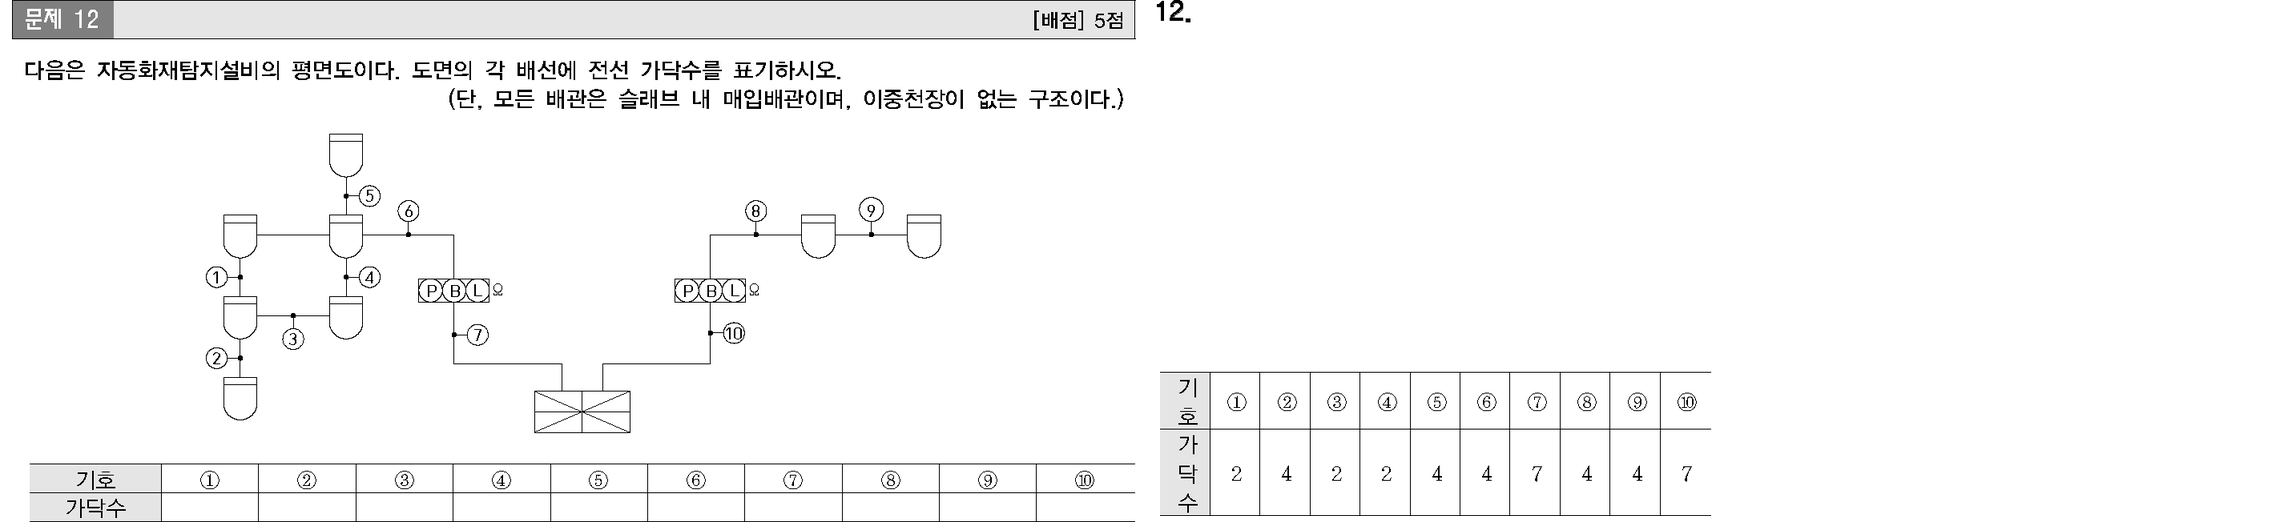 문제 12 [배점] 5점
다음은 자동화재탐지설비의 평면도이다. 도면의 각 배선에 전선 가닥수를 표기하시오.
(단, 모든 배관은 슬래브 내 매입배관이며, 이중천장이 없는 구조이다.)
⑤
⑥ ⑧ ⑨
① ④
P B L Ω P B L Ω
③ ⑦ ⑩
②
기호 ① ② ③ ④ ⑤ ⑥ ⑦ ⑧ ⑨ ⑩
가닥수
12.
기호 ① ② ③ ④ ⑤ ⑥ ⑦ ⑧ ⑨ ⑩
가닥수 2 4 2 2 4 4 7 4 4 7